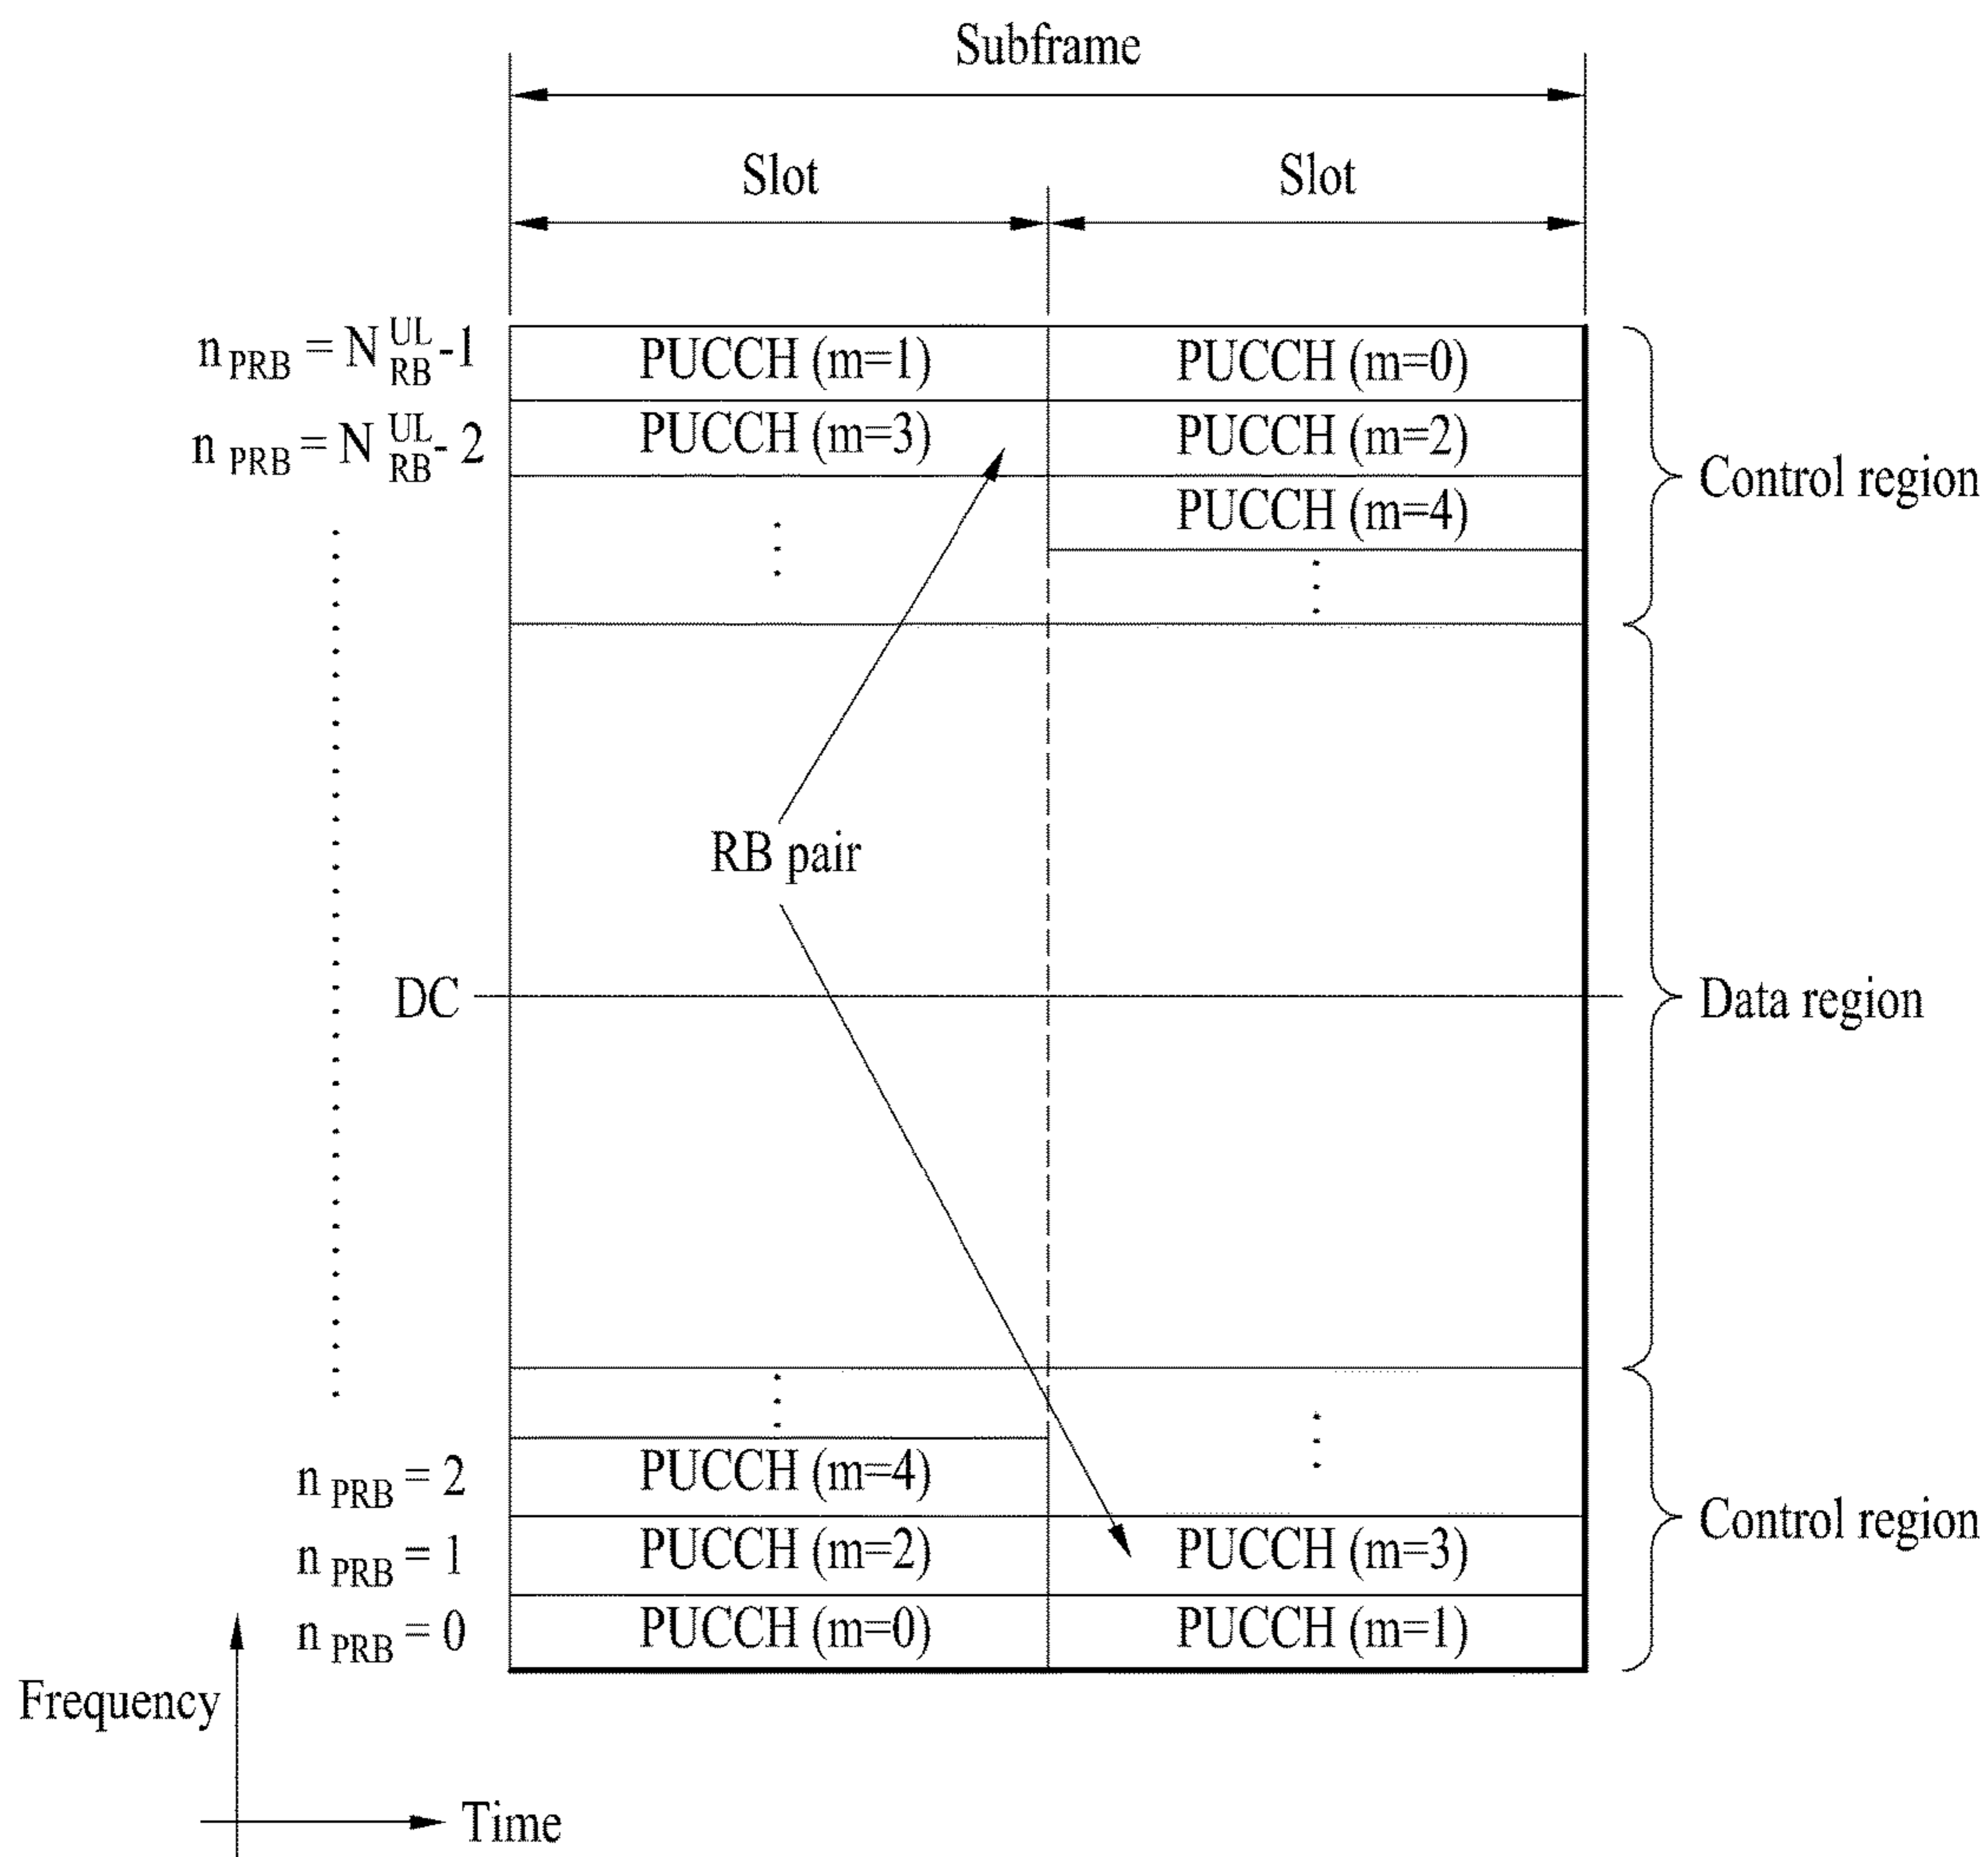 Subframe
Slot Slot
n PRB = N UL RB -1 PUCCH (m=1) PUCCH (m=0)
n PRB = N UL RB - 2 PUCCH (m=3) PUCCH (m=2)
PUCCH (m=4)
Control region
RB pair
DC
Data region
n PRB = 2 PUCCH (m=4)
Control region
n PRB = 1 PUCCH (m=2) PUCCH (m=3)
n PRB = 0 PUCCH (m=0) PUCCH (m=1)
Frequency
Time